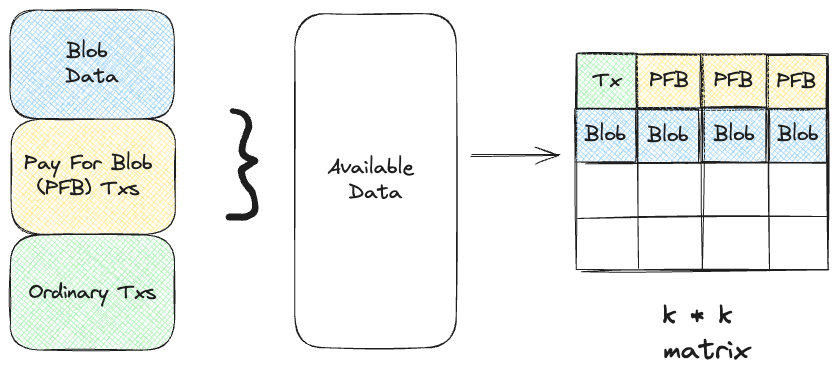 Blob
Data
Pay For Blob
(PFB) Txs
Ordinary Txs
Available
Data
Tx PFB PFB PFB
Blob Blob Blob Blob
k * k
matrix